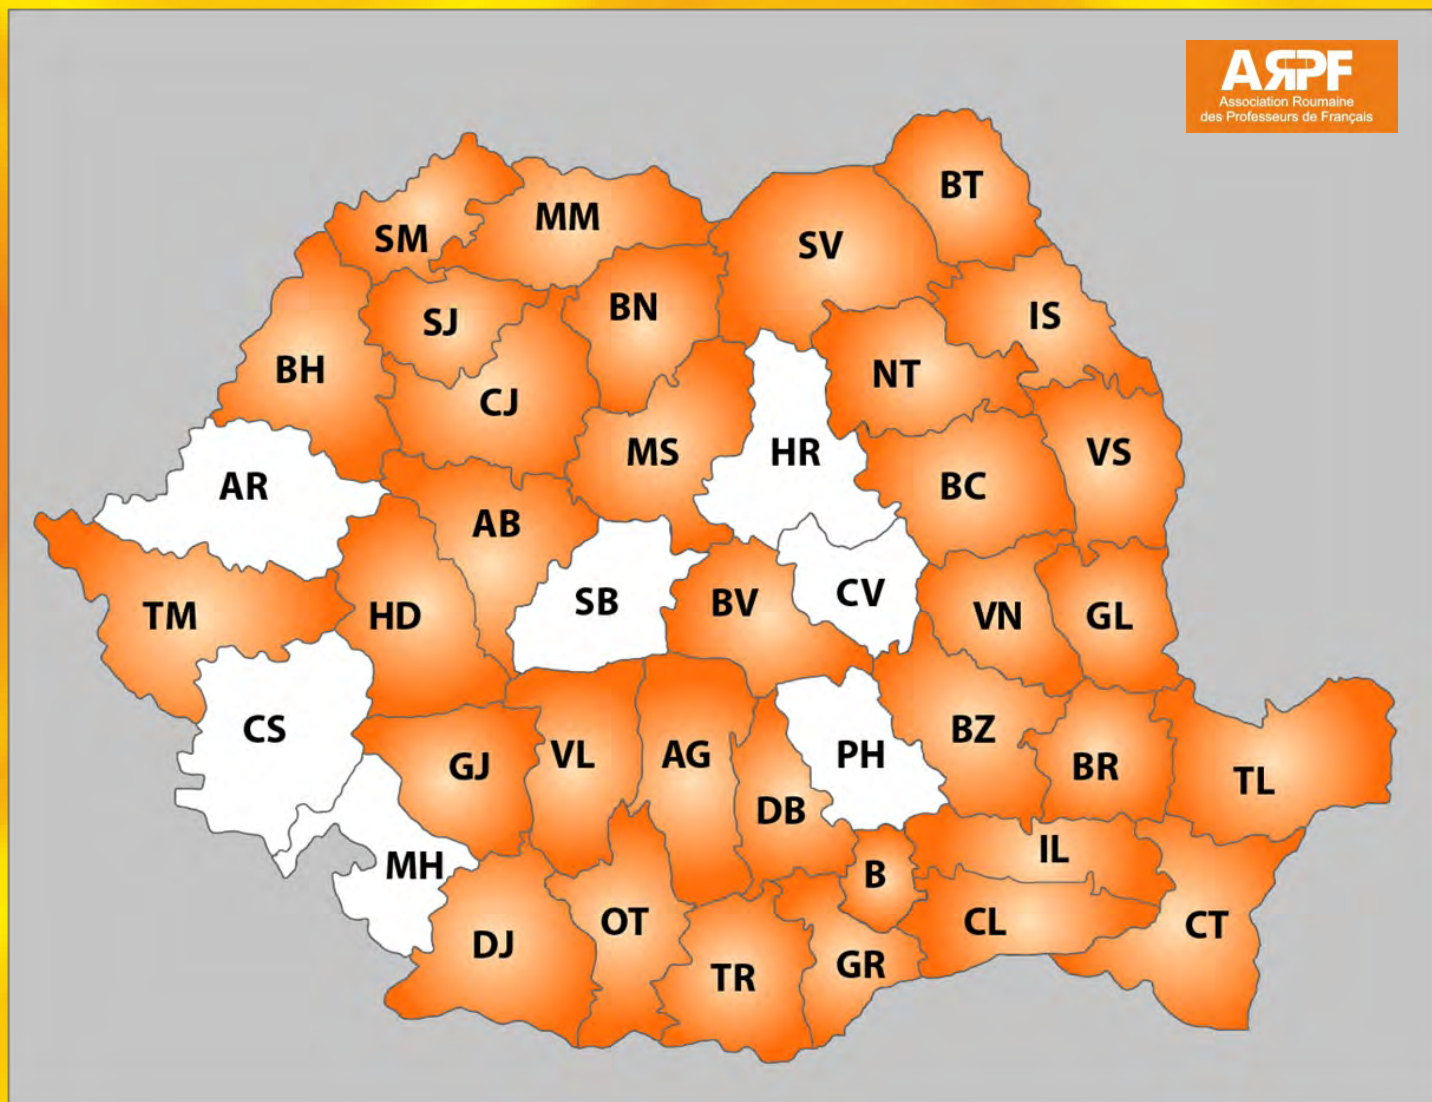 ARPF
Association Roumaine
des Professeurs de Français
BT
MM
SM
SV
BN
IS
SJ
BH
NT
CJ
MS
HR
VS
AR
BC
AB
CV
SB
BV
TM
HD
VN
GL
CS
BZ
VL
AG
PH
GJ
BR
TL
DB
IL
MH
B
OT
CL
CT
DJ
GR
TR